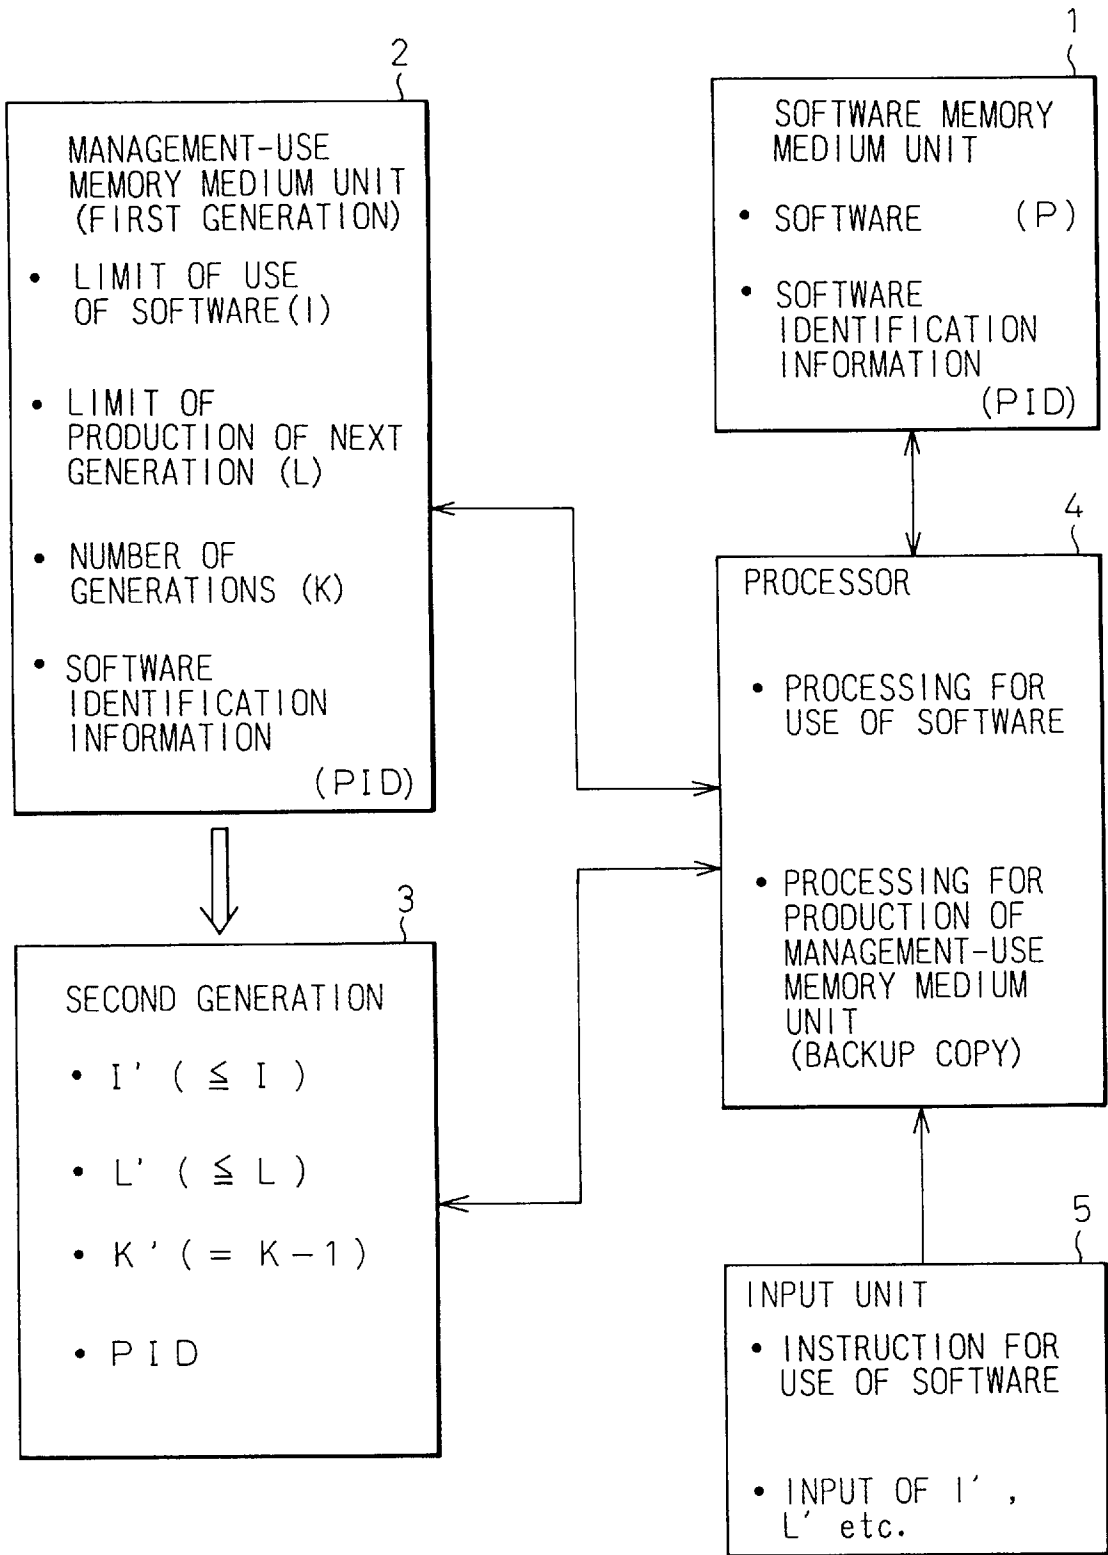 2
MANAGEMENT-USE
MEMORY MEDIUM UNIT
(FIRST GENERATION)
• LIMIT OF USE
OF SOFTWARE(I)
• LIMIT OF
PRODUCTION OF NEXT
GENERATION (L)
• NUMBER OF
GENERATIONS (K)
• SOFTWARE
IDENTIFICATION
INFORMATION
(PID)
1
SOFTWARE MEMORY
MEDIUM UNIT
• SOFTWARE (P)
• SOFTWARE
IDENTIFICATION
INFORMATION
(PID)
3
SECOND GENERATION
• I' ( ≦ I )
• L' ( ≦ L )
• K' ( = K-1 )
• PID
4
PROCESSOR
• PROCESSING FOR
USE OF SOFTWARE
• PROCESSING FOR
PRODUCTION OF
MANAGEMENT-USE
MEMORY MEDIUM
UNIT
(BACKUP COPY)
5
INPUT UNIT
• INSTRUCTION FOR
USE OF SOFTWARE
• INPUT OF I' ,
L' etc.